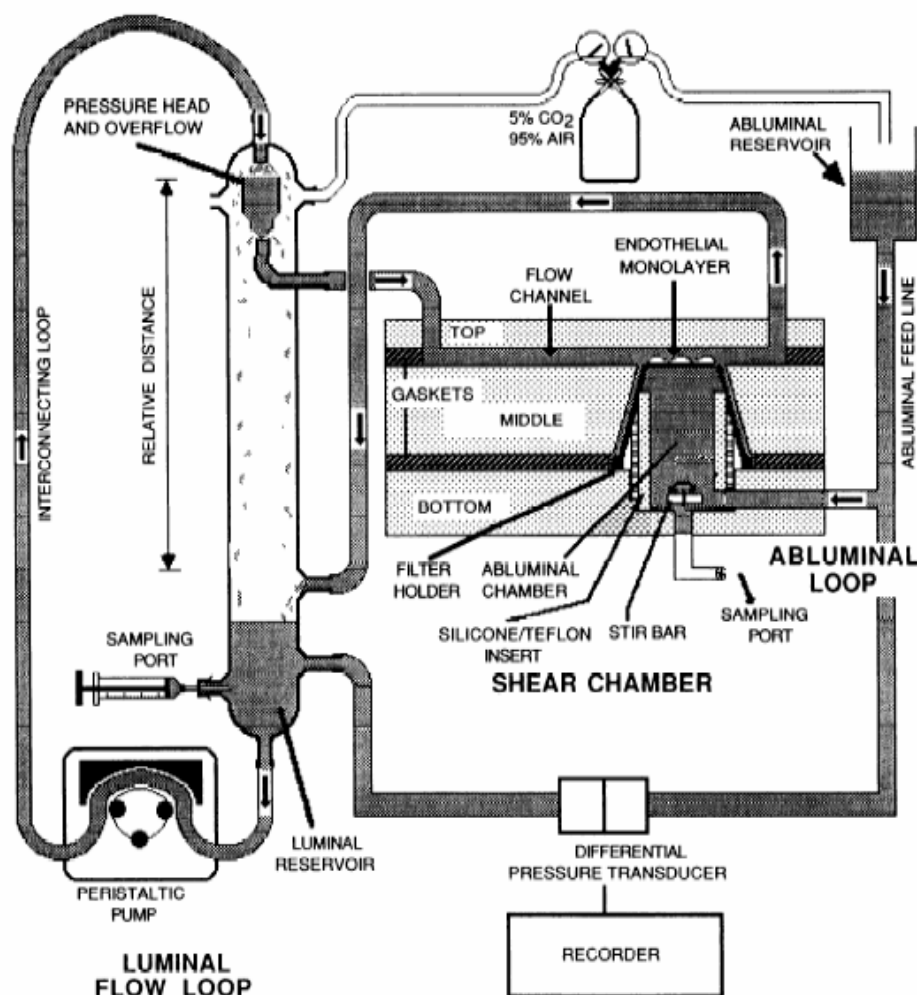 PRESSURE HEAD
AND OVERFLOW
5% CO2
95% AIR
ABLUMINAL
RESERVOIR
INTERCONNECTING LOOP
RELATIVE DISTANCE
FLOW
CHANNEL
ENDOTHELIAL
MONOLAYER
ABLUMINAL FEED LINE
TOP
GASKETS
MIDDLE
BOTTOM
FILTER
HOLDER
ABLUMINAL
CHAMBER
SILICONE/TEFLON
INSERT
STIR BAR
SAMPLING
PORT
ABLUMINAL
LOOP
SHEAR CHAMBER
SAMPLING
PORT
LUMINAL
RESERVOIR
PERISTALTIC
PUMP
DIFFERENTIAL
PRESSURE TRANSDUCER
RECORDER
LUMINAL
FLOW LOOP